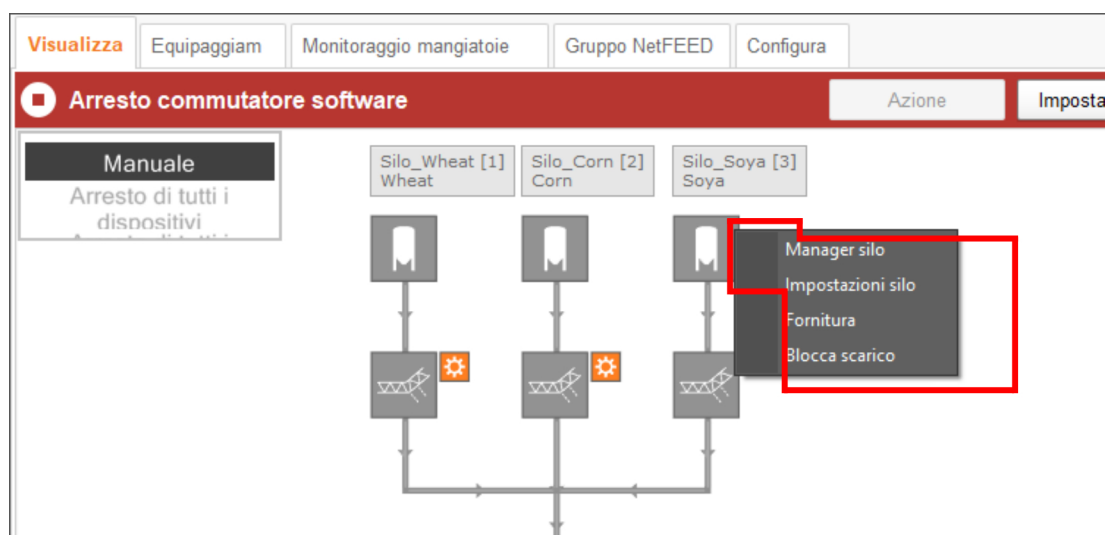 Visualizza
Equipaggiam
Monitoraggio mangiatoie
Gruppo NetFEED
Configura
Arresto commutatore software
Azione
Imposta
Manuale
Arresto di tutti i
dispositivi
Silo_Wheat [1]
Wheat
Silo_Corn [2]
Corn
Silo_Soya [3]
Soya
Manager silo
Impostazioni silo
Fornitura
Blocca scarico